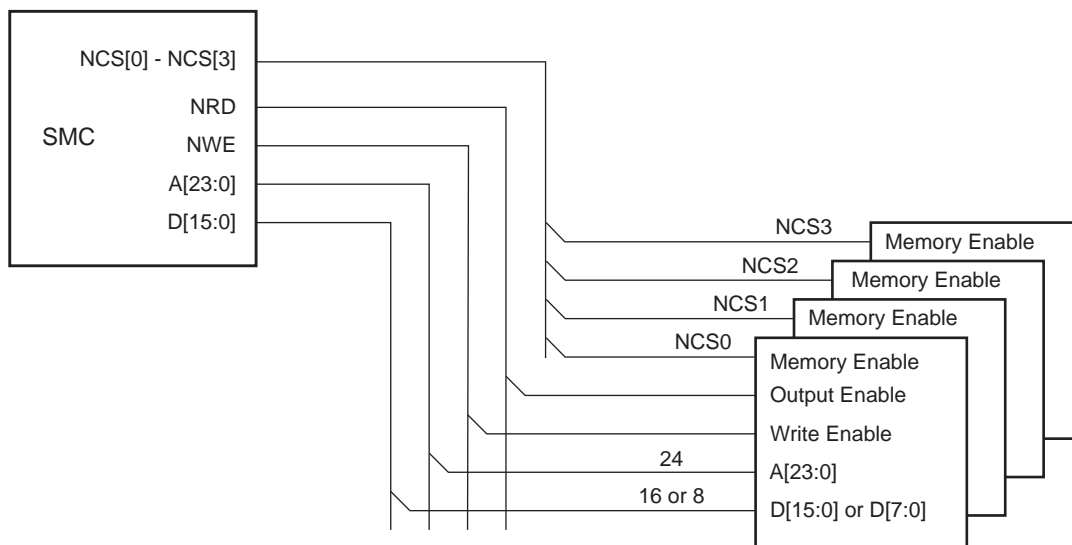 NCS[0] - NCS[3]
NRD
SMC
NWE
A[23:0]
D[15:0]
NCS3
Memory Enable
NCS2
Memory Enable
NCS1
Memory Enable
NCS0
Memory Enable
Output Enable
Write Enable
24
A[23:0]
16 or 8
D[15:0] or D[7:0]